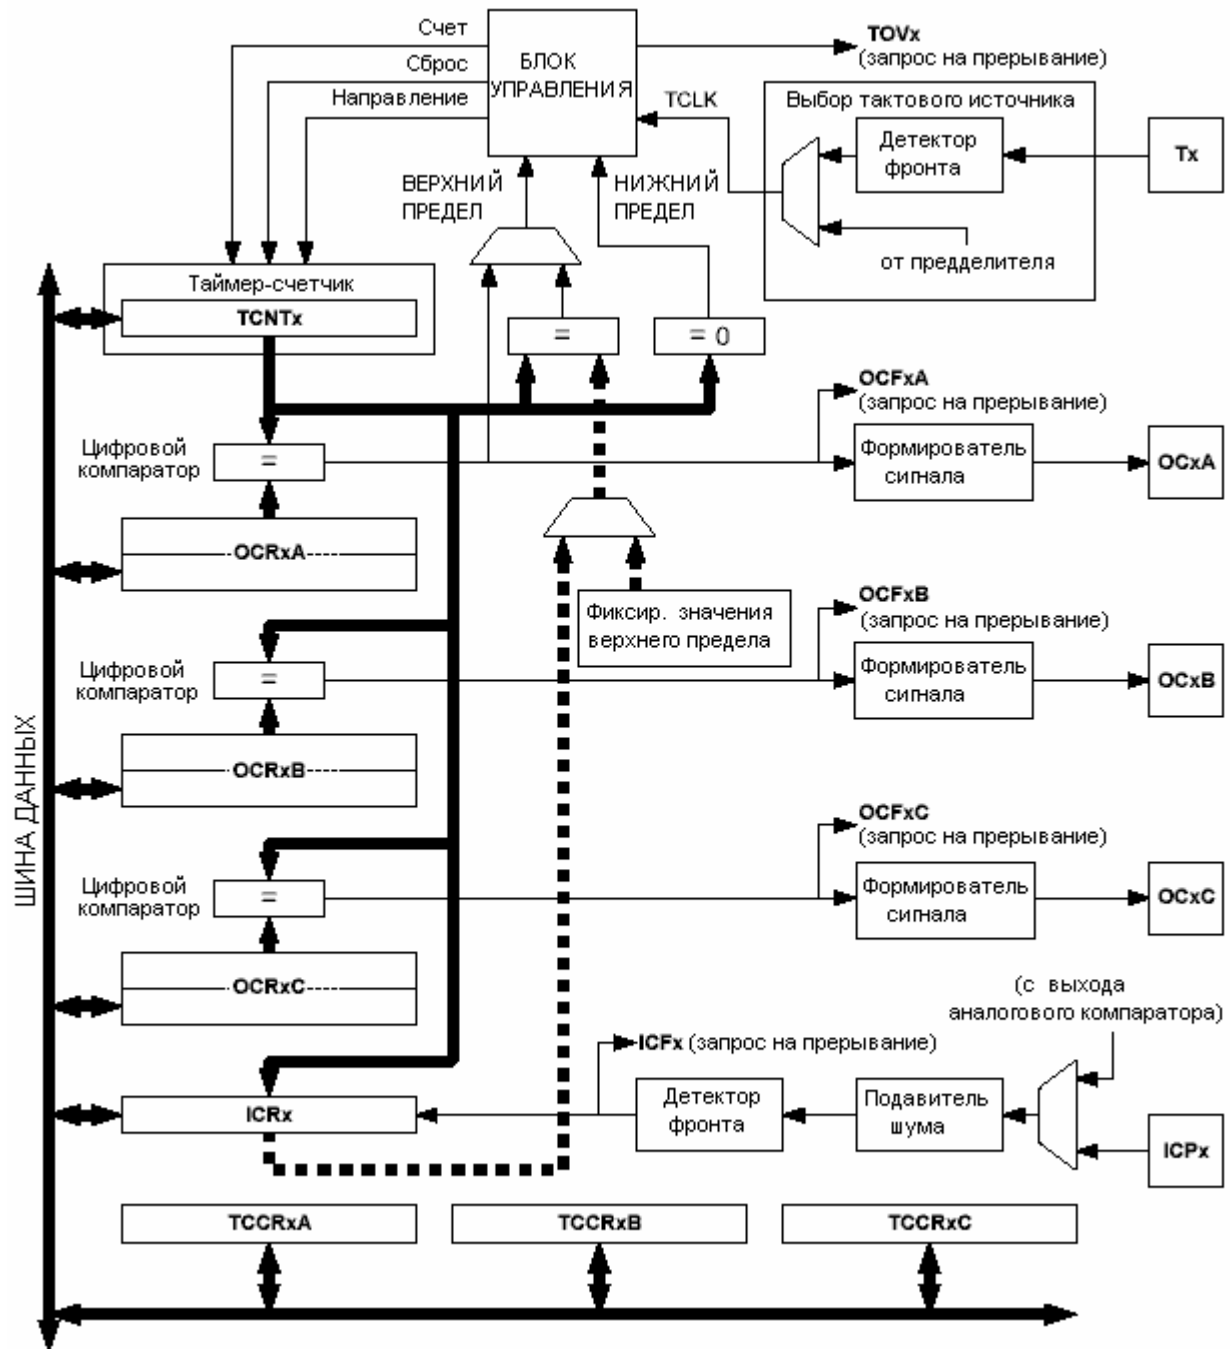 Счет
Сброс
Направление
БЛОК
УПРАВЛЕНИЯ
TOVx
(запрос на прерывание)
TCLK
Выбор тактового источника
Детектор
фронта
Tx
от предделителя
ВЕРХНИЙ
ПРЕДЕЛ
НИЖНИЙ
ПРЕДЕЛ
Таймер-счетчик
TCNTx
=
= 0
OCFxA
(запрос на прерывание)
Цифровой
компаратор
=
Формирователь
сигнала
OCxA
OCRxA
Фиксир. значения
верхнего предела
OCFxB
(запрос на прерывание)
Цифровой
компаратор
=
Формирователь
сигнала
OCxB
OCRxB
ШИНА ДАННЫХ
OCFxC
(запрос на прерывание)
Цифровой
компаратор
=
Формирователь
сигнала
OCxC
OCRxC
(с выхода
аналогового компаратора)
ICFx (запрос на прерывание)
ICRx
Детектор
фронта
Подавитель
шума
ICPx
TCCRxA
TCCRxB
TCCRxC